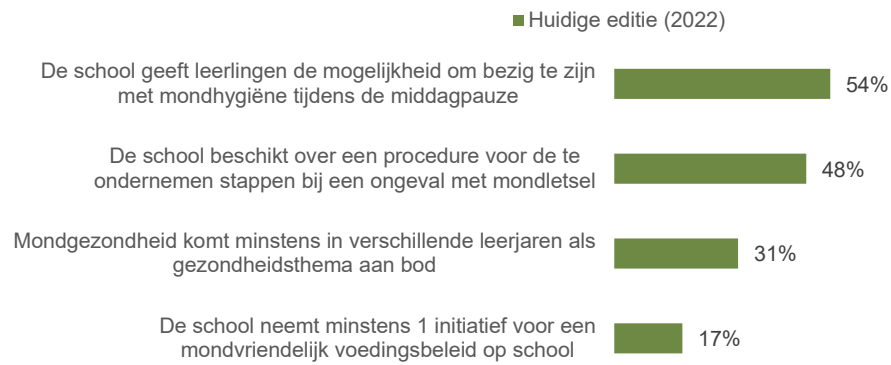 Huidige editie (2022)
De school geeft leerlingen de mogelijkheid om bezig te zijn
met mondhygiëne tijdens de middagpauze
54%
De school beschikt over een procedure voor de te
ondernemen stappen bij een ongeval met mondletsel
48%
Mondgezondheid komt minstens in verschillende leerjaren als
gezondheidsthema aan bod
31%
De school neemt minstens 1 initiatief voor een
mondvriendelijk voedingsbeleid op school
17%